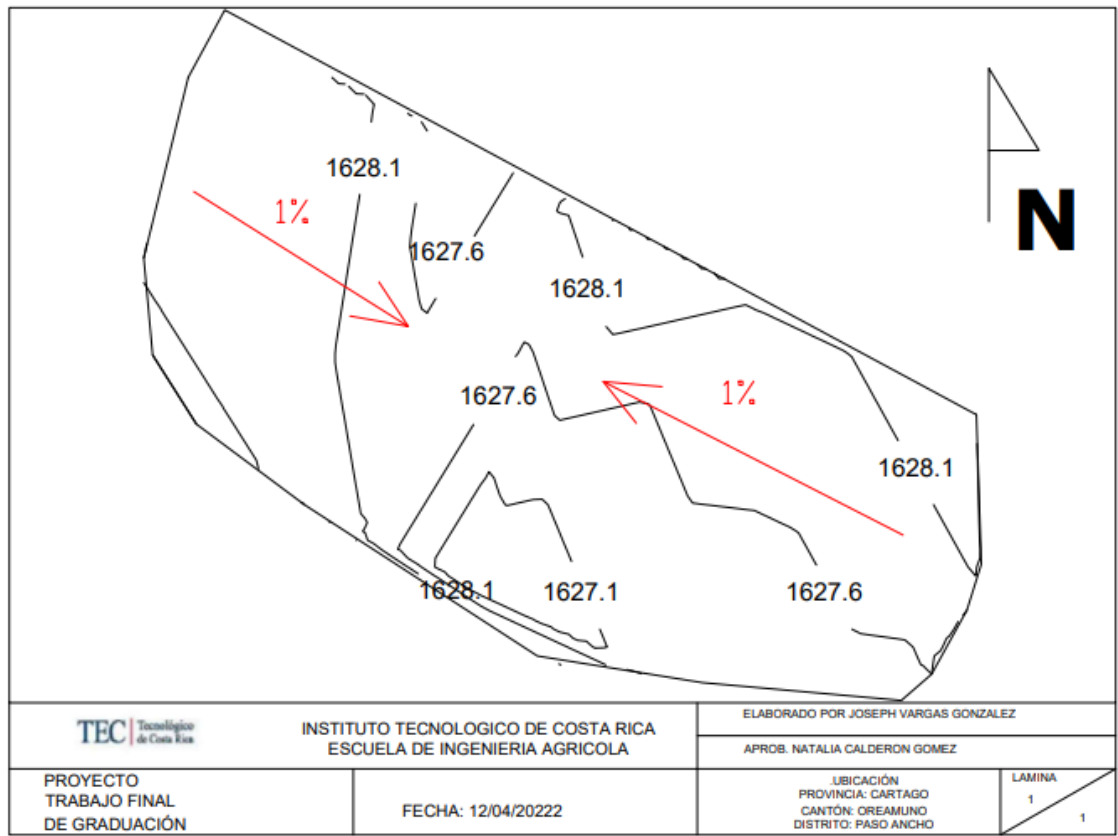 1628.1
1%
N
1627.6
1628.1
1627.6
1%
1628.1
1628.1
1627.1
1627.6
TEC Tecnológico
de Costa Rica
INSTITUTO TECNOLOGICO DE COSTA RICA
ESCUELA DE INGENIERIA AGRICOLA
ELABORADO POR JOSEPH VARGAS GONZALEZ
APROB. NATALIA CALDERON GOMEZ
PROYECTO
TRABAJO FINAL
DE GRADUACIÓN
FECHA: 12/04/20222
.UBICACIÓN
PROVINCIA: CARTAGO
CANTÓN: OREAMUNO
DISTRITO: PASO ANCHO
LAMINA
1
1